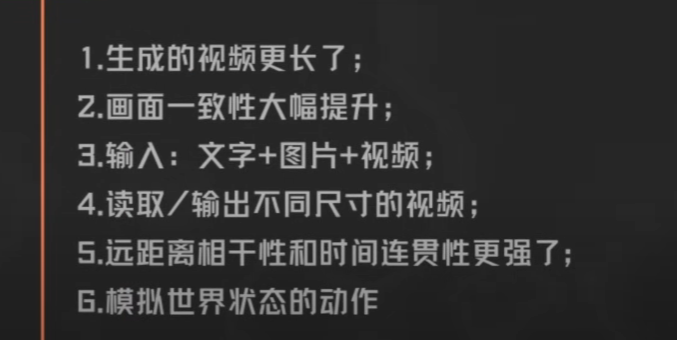 1.生成的视频更长了；
2.画面一致性大幅提升；
3.输入：文字+图片+视频；
4.读取/输出不同尺寸的视频；
5.远距离相干性和时间连贯性更强了；
6.模拟世界状态的动作